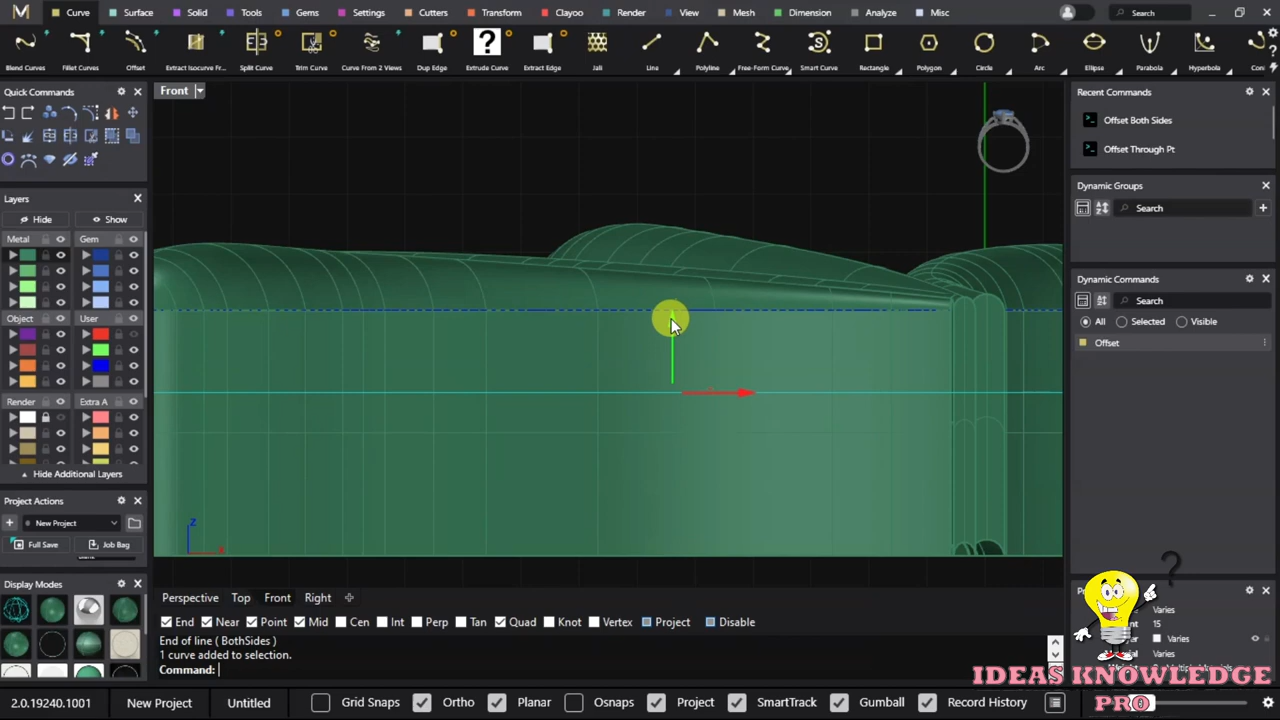 Curve Surface Solid Tools Gems Settings Cutters Transform Clayoo Render View Mesh Dimension Analyze Misc Search
Blend Curves Fillet Curves Offset Extract Isocurve Fr... Split Curve Trim Curve Curve From 2 Views Dup Edge Extrude Curve Extract Edge Jali Line Polyline Free-Form Curve Smart Curve Rectangle Polygon Circle Arc Ellipse Parabola Hyperbola Con
Quick Commands
Front
Recent Commands
Offset Both Sides
Offset Through Pt
Dynamic Groups
Search
Layers
Hide Show
Metal Gem
Object User
Render Extra A
Hide Additional Layers
Dynamic Commands
Search
All Selected Visible
Offset
Project Actions
New Project
Full Save Job Bag
Display Modes
z
x
Perspective Top Front Right
End Near Point Mid Cen Int Perp Tan Quad Knot Vertex Project Disable
End of line ( BothSides )
1 curve added to selection.
Command:
Varies
15
Varies
Varies
?
IDEAS KNOWLEDGE
PRO
2.0.19240.1001 New Project Untitled Grid Snaps Ortho Planar Osnaps Project SmartTrack Gumball Record History